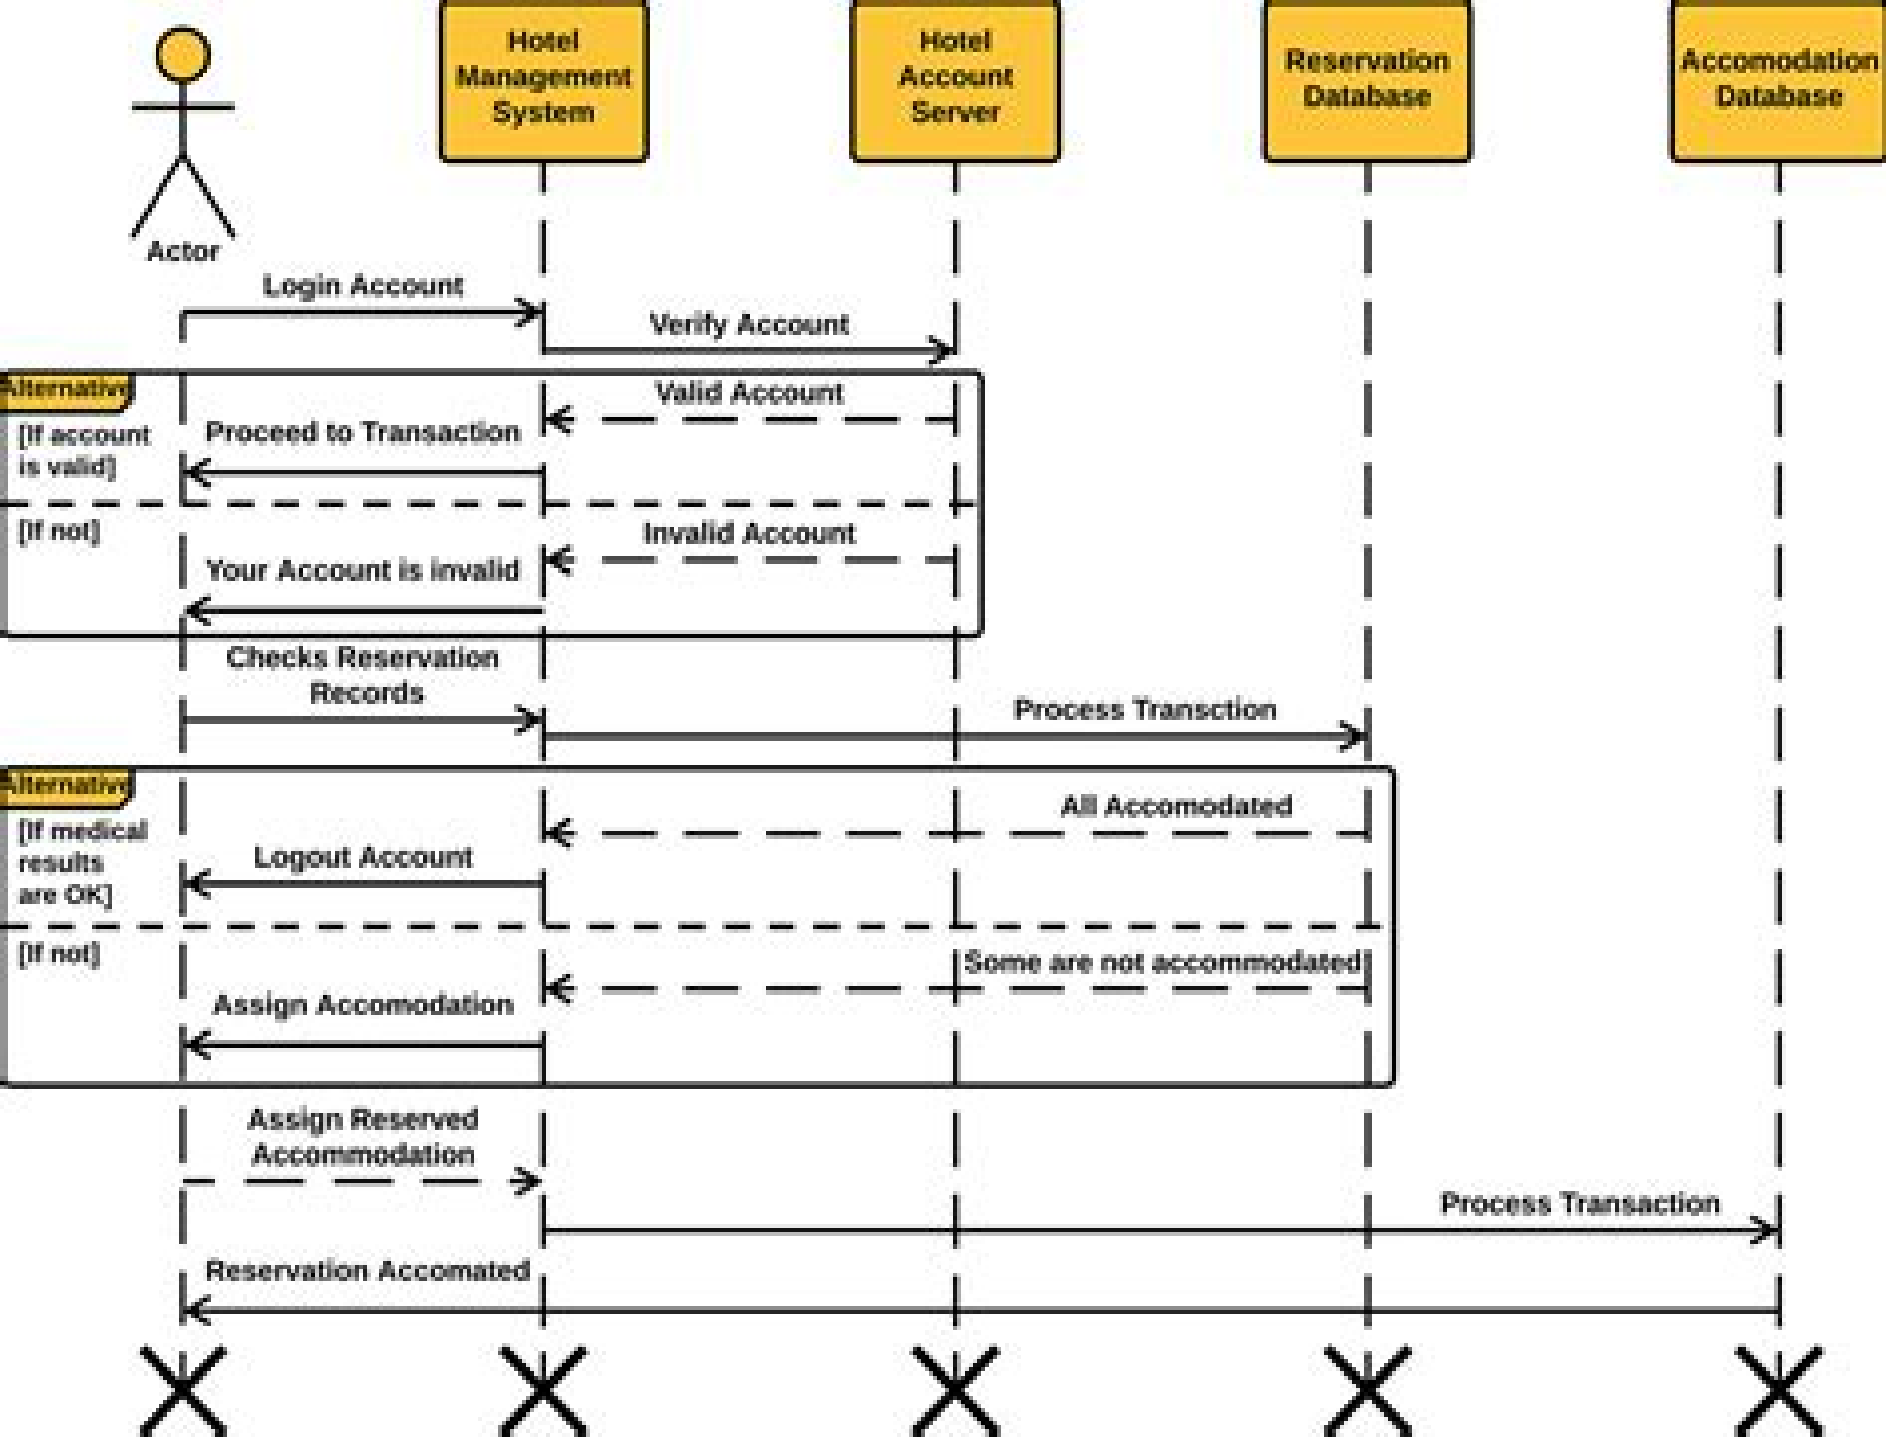 Hotel
Management
System
Hotel
Account
Server
Reservation
Database
Accomodation
Database
Actor
Login Account
Verify Account
Alternative
Valid Account
[If account
is valid]
Proceed to Transaction
[If not]
Invalid Account
Your Account is invalid
Checks Reservation
Records
Process Transction
Alternative
All Accomodated
[If medical
results
are OK]
Logout Account
[If not]
Some are not accommodated
Assign Accomodation
Assign Reserved
Accommodation
Process Transaction
Reservation Accomated